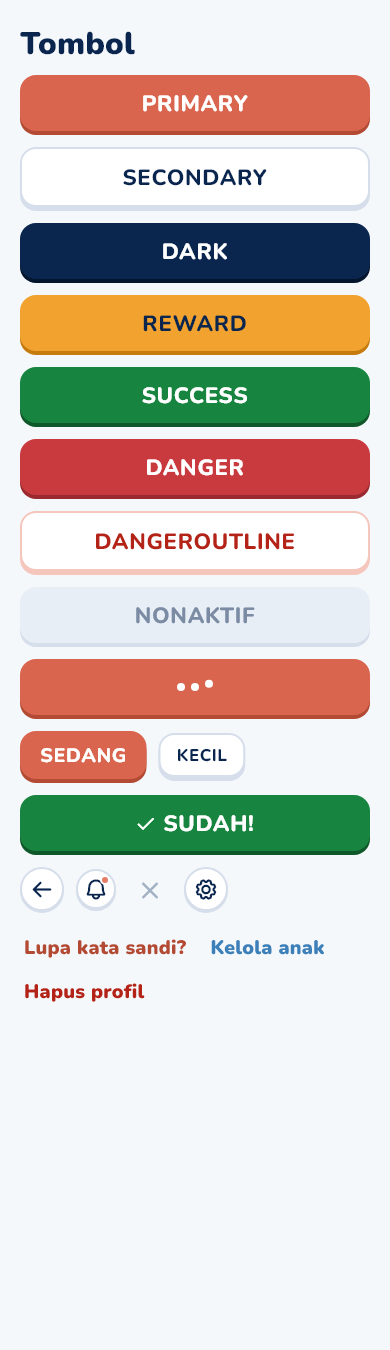 Tombol
PRIMARY
SECONDARY
DARK
REWARD
SUCCESS
DANGER
DANGEROUTLINE
NONAKTIF
SEDANG KECIL
SUDAH!
Lupa kata sandi? Kelola anak
Hapus profil